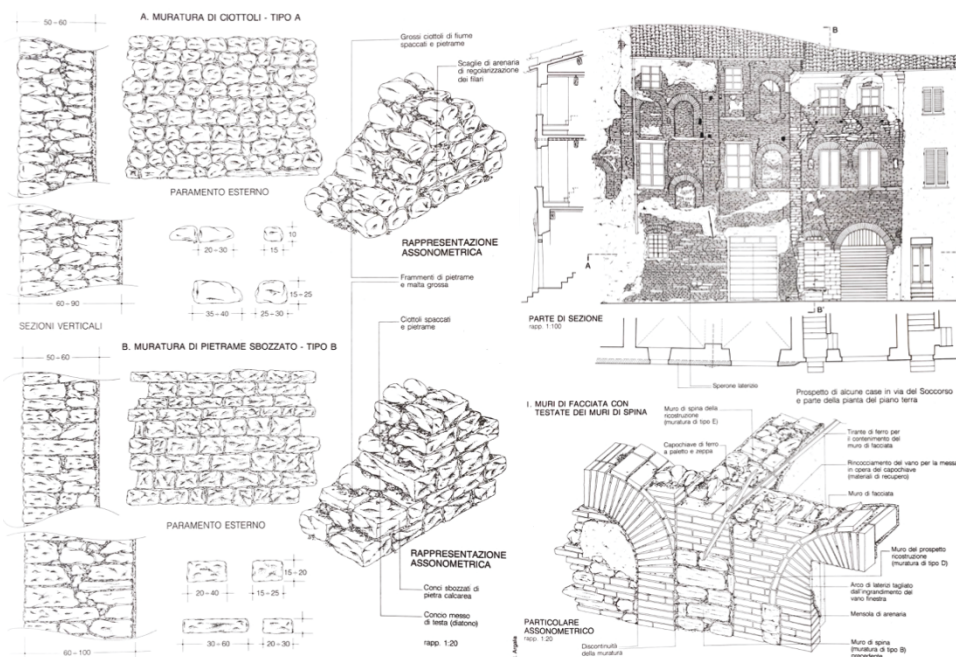 A. MURATURA DI CIOTTOLI - TIPO A
50÷60
Grossi ciottoli di fiume
spaccati e pietrame
Scaglie di arenaria
di regolarizzazione
dei filari
PARAMENTO ESTERNO
20÷30
15
10
35÷40
25÷30
15÷25
60÷90
SEZIONI VERTICALI
RAPPRESENTAZIONE
ASSONOMETRICA
Frammenti di pietrame
e malta grossa
B. MURATURA DI PIETRAME SBOZZATO - TIPO B
50÷60
Ciottoli spaccati
e pietrame
PARAMENTO ESTERNO
20÷40
15÷25
15÷20
30÷60
20÷30
60÷100
RAPPRESENTAZIONE
ASSONOMETRICA
Conci sbozzati di
pietra calcarea
Concio messo
di testa (diatono)
rapp. 1:20
B
A
B'
PARTE DI SEZIONE
rapp. 1:100
Sperone laterizio
Prospetto di alcune case in via del Soccorso
e parte della pianta del piano terra
I. MURI DI FACCIATA CON
TESTATE DEI MURI DI SPINA
Muro di spina della
ricostruzione
(muratura di tipo E)
Capochiave di ferro
a paletto e zeppa
Tirante di ferro per
il contenimento del
muro di facciata
Rincocciamento del vano per la messa
in opera del capochiave
(materiali di recupero)
Muro di facciata
Muro del prospetto
ricostruzione
(muratura di tipo D)
Arco di laterizi tagliato
dall'ingrandimento del
vano finestra
Mensola di arenaria
Muro di spina
(muratura di tipo B)
precedente
PARTICOLARE
ASSONOMETRICO
rapp. 1:20
Discontinuità
della muratura